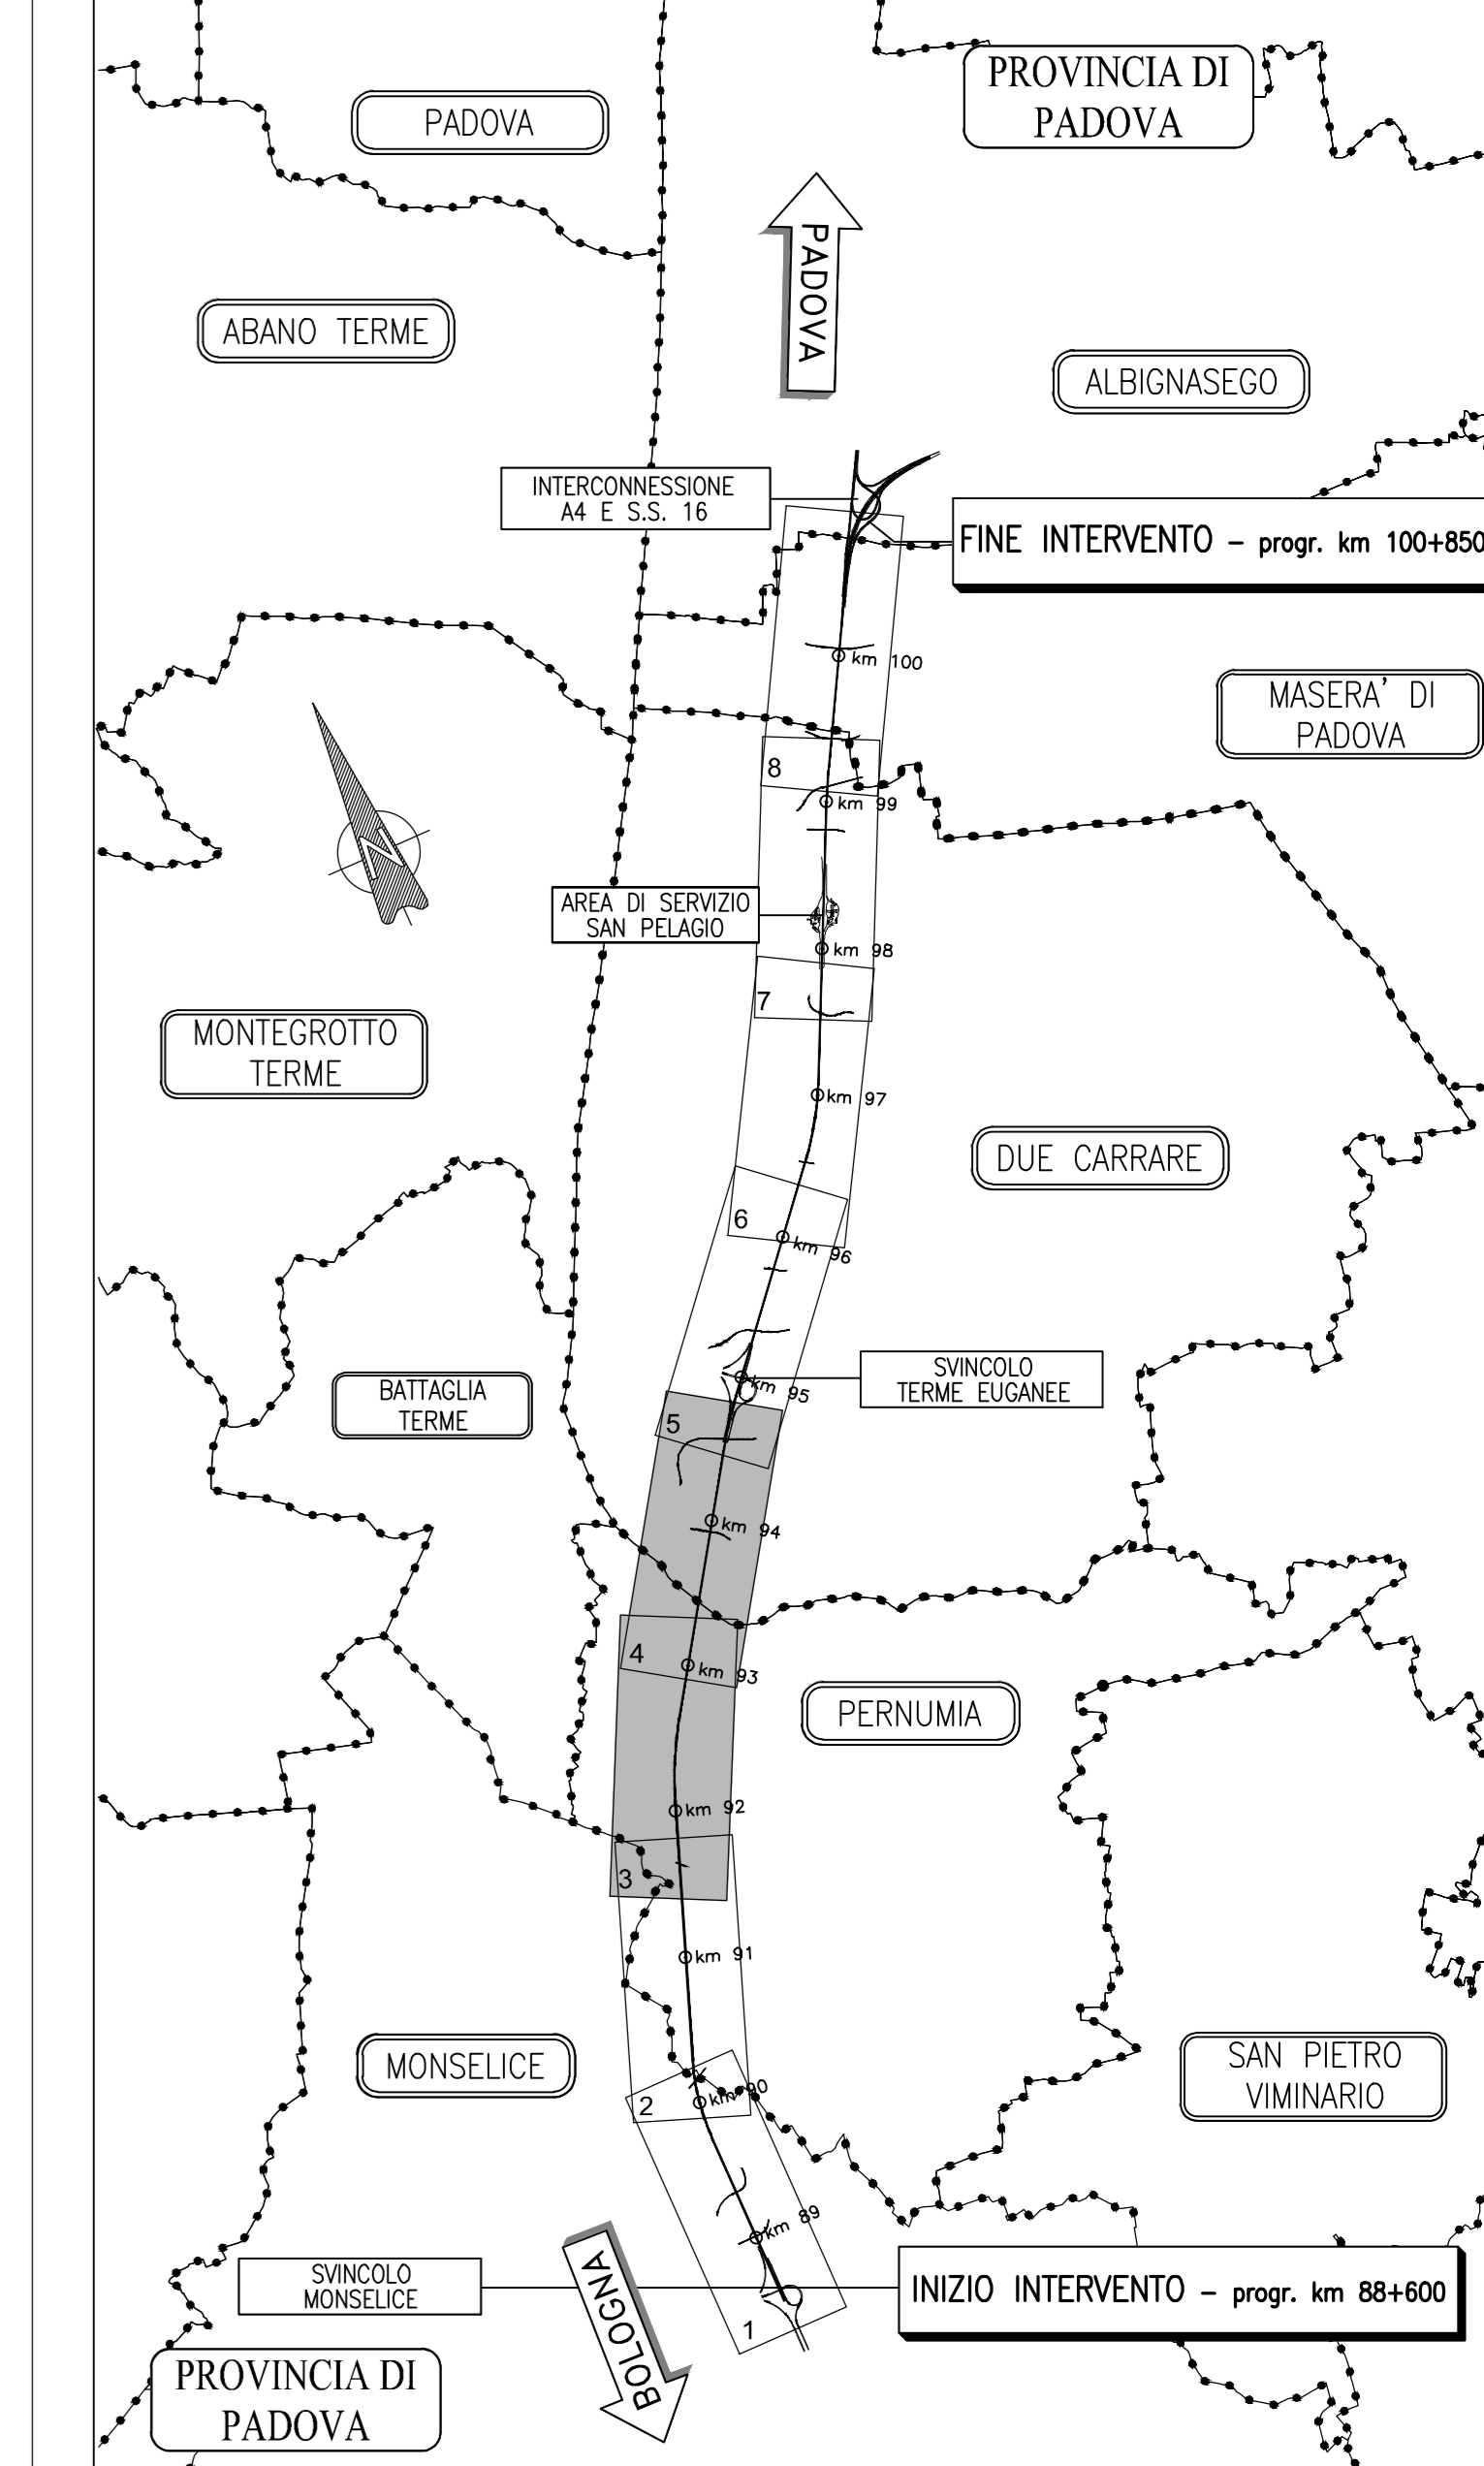 PROVINCIA DI
PADOVA
PADOVA
PADOVA
ABANO TERME
ALBIGNASEGO
INTERCONNESSIONE
A4 E S.S. 16
FINE INTERVENTO – progr. km 100+850
km 100
MASERA' DI
PADOVA
8
km 99
N
AREA DI SERVIZIO
SAN PELAGIO
km 98
7
MONTEGROTTO
TERME
km 97
DUE CARRARE
6
km 96
SVINCOLO
TERME EUGANEE
km 95
BATTAGLIA
TERME
5
km 94
4
km 93
PERNUMIA
km 92
3
km 91
MONSELICE
SAN PIETRO
VIMINARIO
km 90
2
km 89
SVINCOLO
MONSELICE
BOLOGNA
INIZIO INTERVENTO – progr. km 88+600
1
PROVINCIA DI
PADOVA